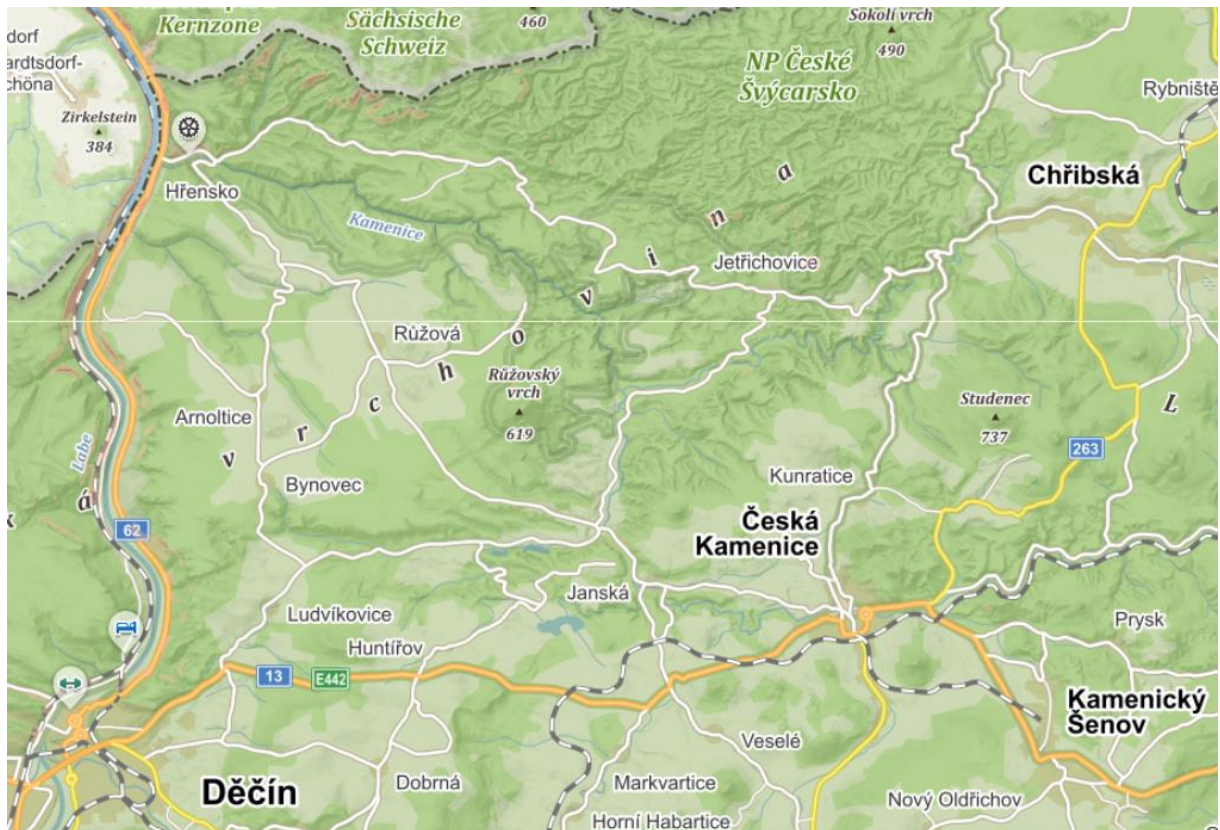 Kernzone
Sächsische
Schweiz
460
Sokolí vrch
490
NP České
Švýcarsko
dorf
ardtsdorf-
chöna
Zirkelstein
384
Rybniště
Chřibská
Hřensko
Kamenice
Jetřichovice
Růžová
Růžovský
vrch
619
Arnoltice
Studenec
737
263
L
Labe
á
v r c h o v i n a
Bynovec
Kunratice
62
Česká
Kamenice
Janská
Ludvíkovice
Huntířov
Prysk
13
E442
Kamenický
Šenov
Veselé
Děčín
Dobrná
Markvartice
Nový Oldřichov
Horní Habartice